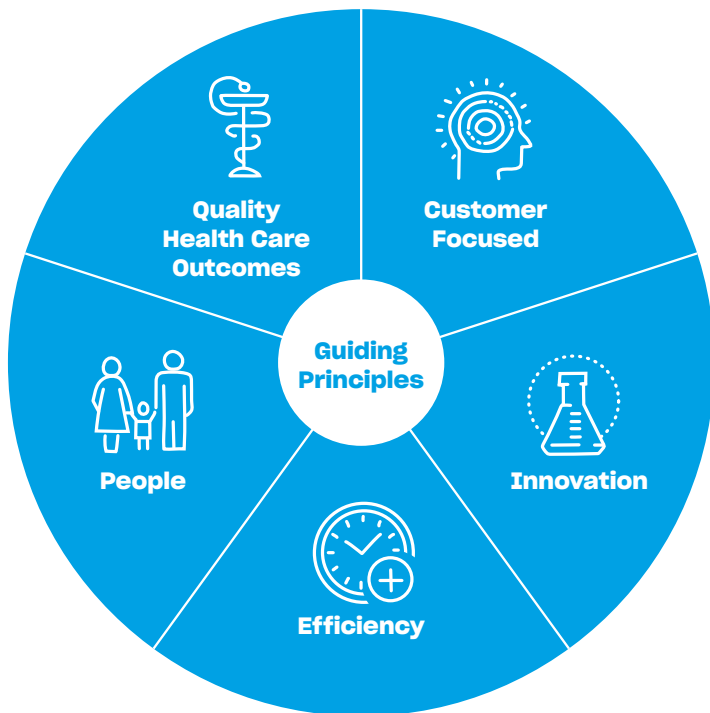 Quality
Health Care
Outcomes
Customer
Focused
Guiding
Principles
People
Innovation
Efficiency